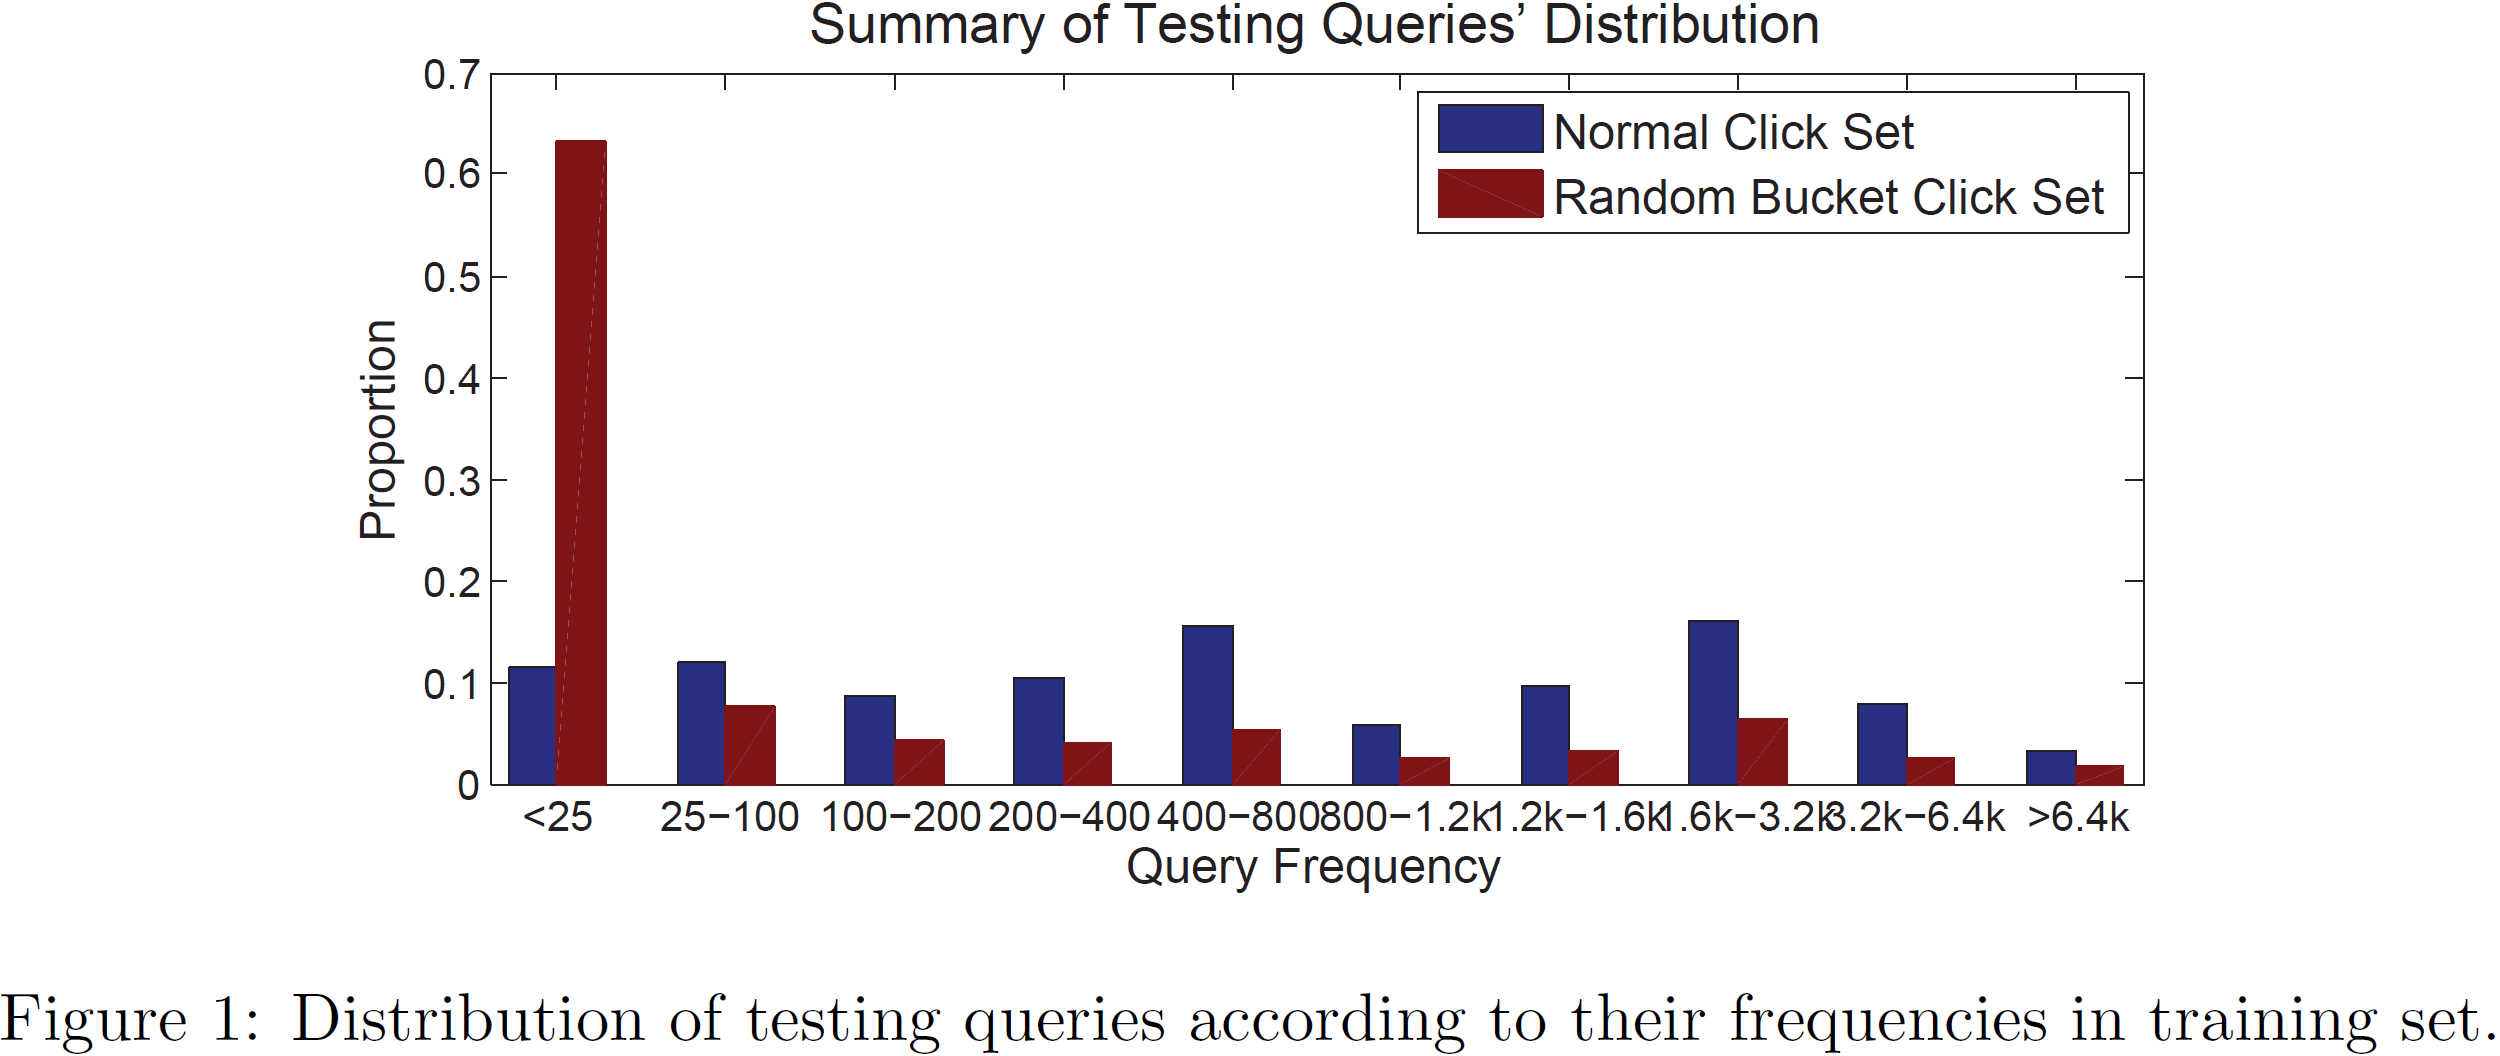 Summary of Testing Queries’ Distribution
0.7
0.6
0.5
0.4
0.3
0.2
0.1
0
Proportion
Normal Click Set
Random Bucket Click Set
<25 25−100 100−200 200−400 400−800 800−1.2k 1.2k−1.6k 1.6k−3.2k 3.2k−6.4k >6.4k
Query Frequency
Figure 1: Distribution of testing queries according to their frequencies in training set.